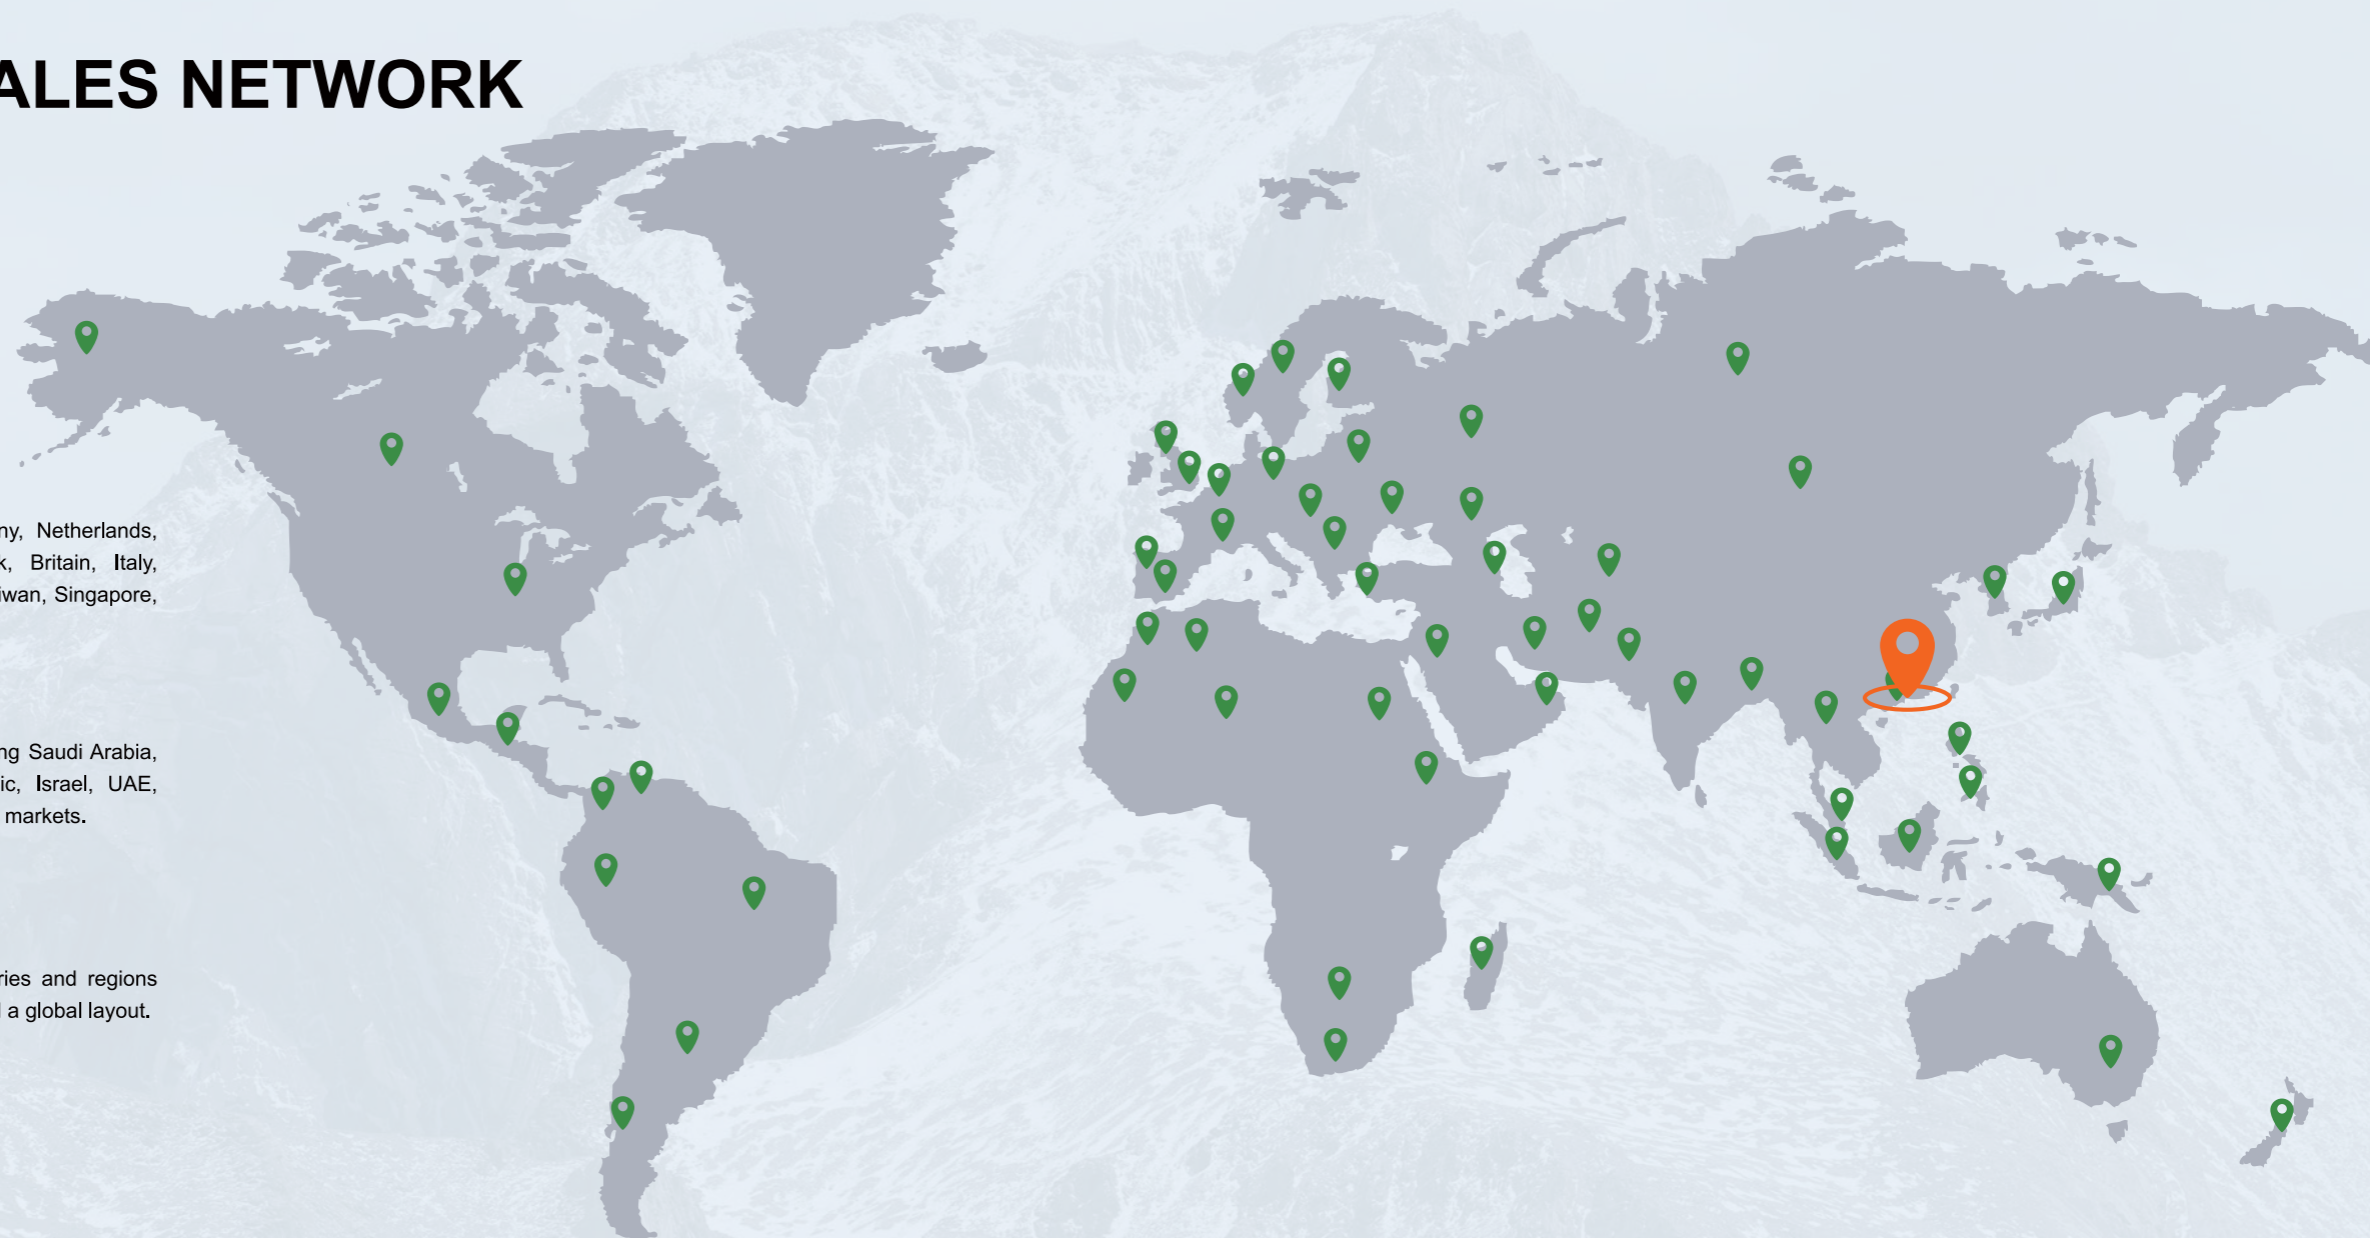 ALES NETWORK
ny, Netherlands,
k, Britain, Italy,
iwan, Singapore,
ng Saudi Arabia,
ic, Israel, UAE,
markets.
ries and regions
a global layout.